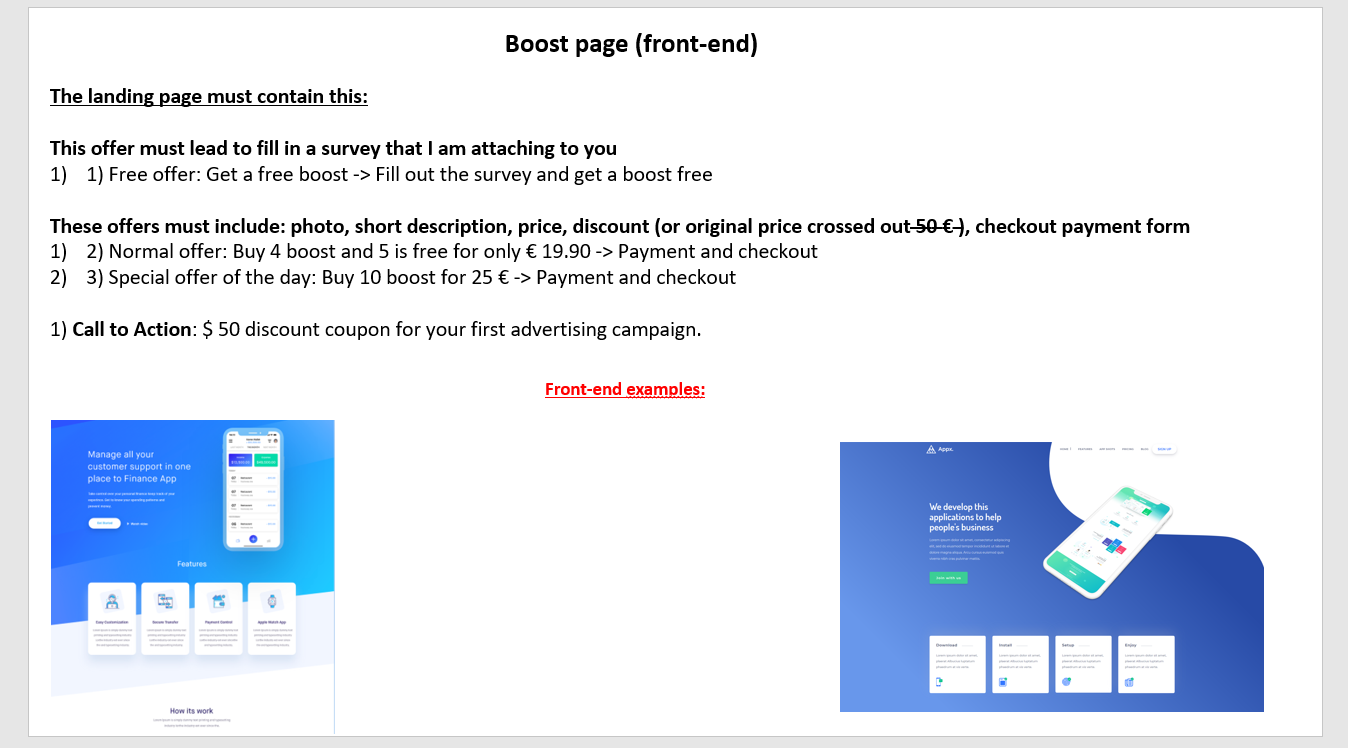 Boost page (front-end)
The landing page must contain this:
This offer must lead to fill in a survey that I am attaching to you
1) 1) Free offer: Get a free boost -> Fill out the survey and get a boost free
These offers must include: photo, short description, price, discount (or original price crossed out 50 € ), checkout payment form
1) 2) Normal offer: Buy 4 boost and 5 is free for only € 19.90 -> Payment and checkout
2) 3) Special offer of the day: Buy 10 boost for 25 € -> Payment and checkout
1) Call to Action: $ 50 discount coupon for your first advertising campaign.
Front-end examples:
Manage all your
customer support in one
place to Finance App
Features
Easy Customization
Secure Transfer
Payment Control
Apple Watch App
How its work
Appx.
SIGN UP
We develop this
applications to help
people's business
Join with us
Download
Install
Setup
Enjoy